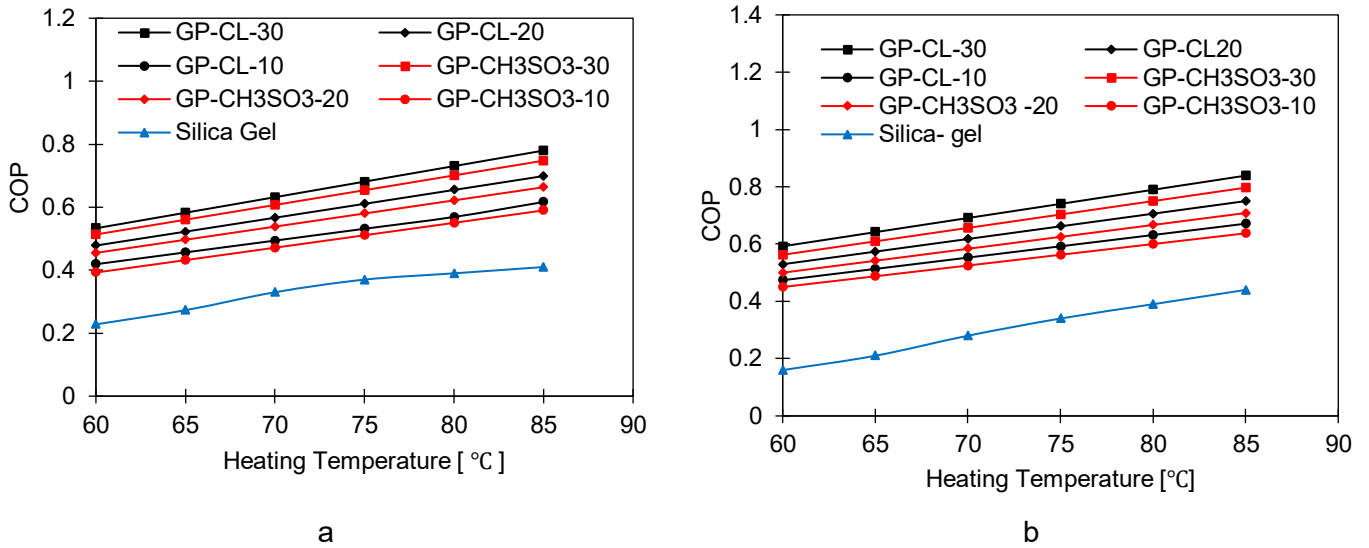 1.2
1
0.8
0.6
0.4
0.2
0
COP
GP-CL-30 GP-CL-20
GP-CL-10 GP-CH3SO3-30
GP-CH3SO3-20 GP-CH3SO3-10
Silica Gel
60 65 70 75 80 85 90
Heating Temperature [ °C ]
a
1.4
1.2
1
0.8
0.6
0.4
0.2
0
COP
GP-CL-30 GP-CL20
GP-CL-10 GP-CH3SO3-30
GP-CH3SO3 -20 GP-CH3SO3-10
Silica- gel
60 65 70 75 80 85 90
Heating Temperature [°C]
b